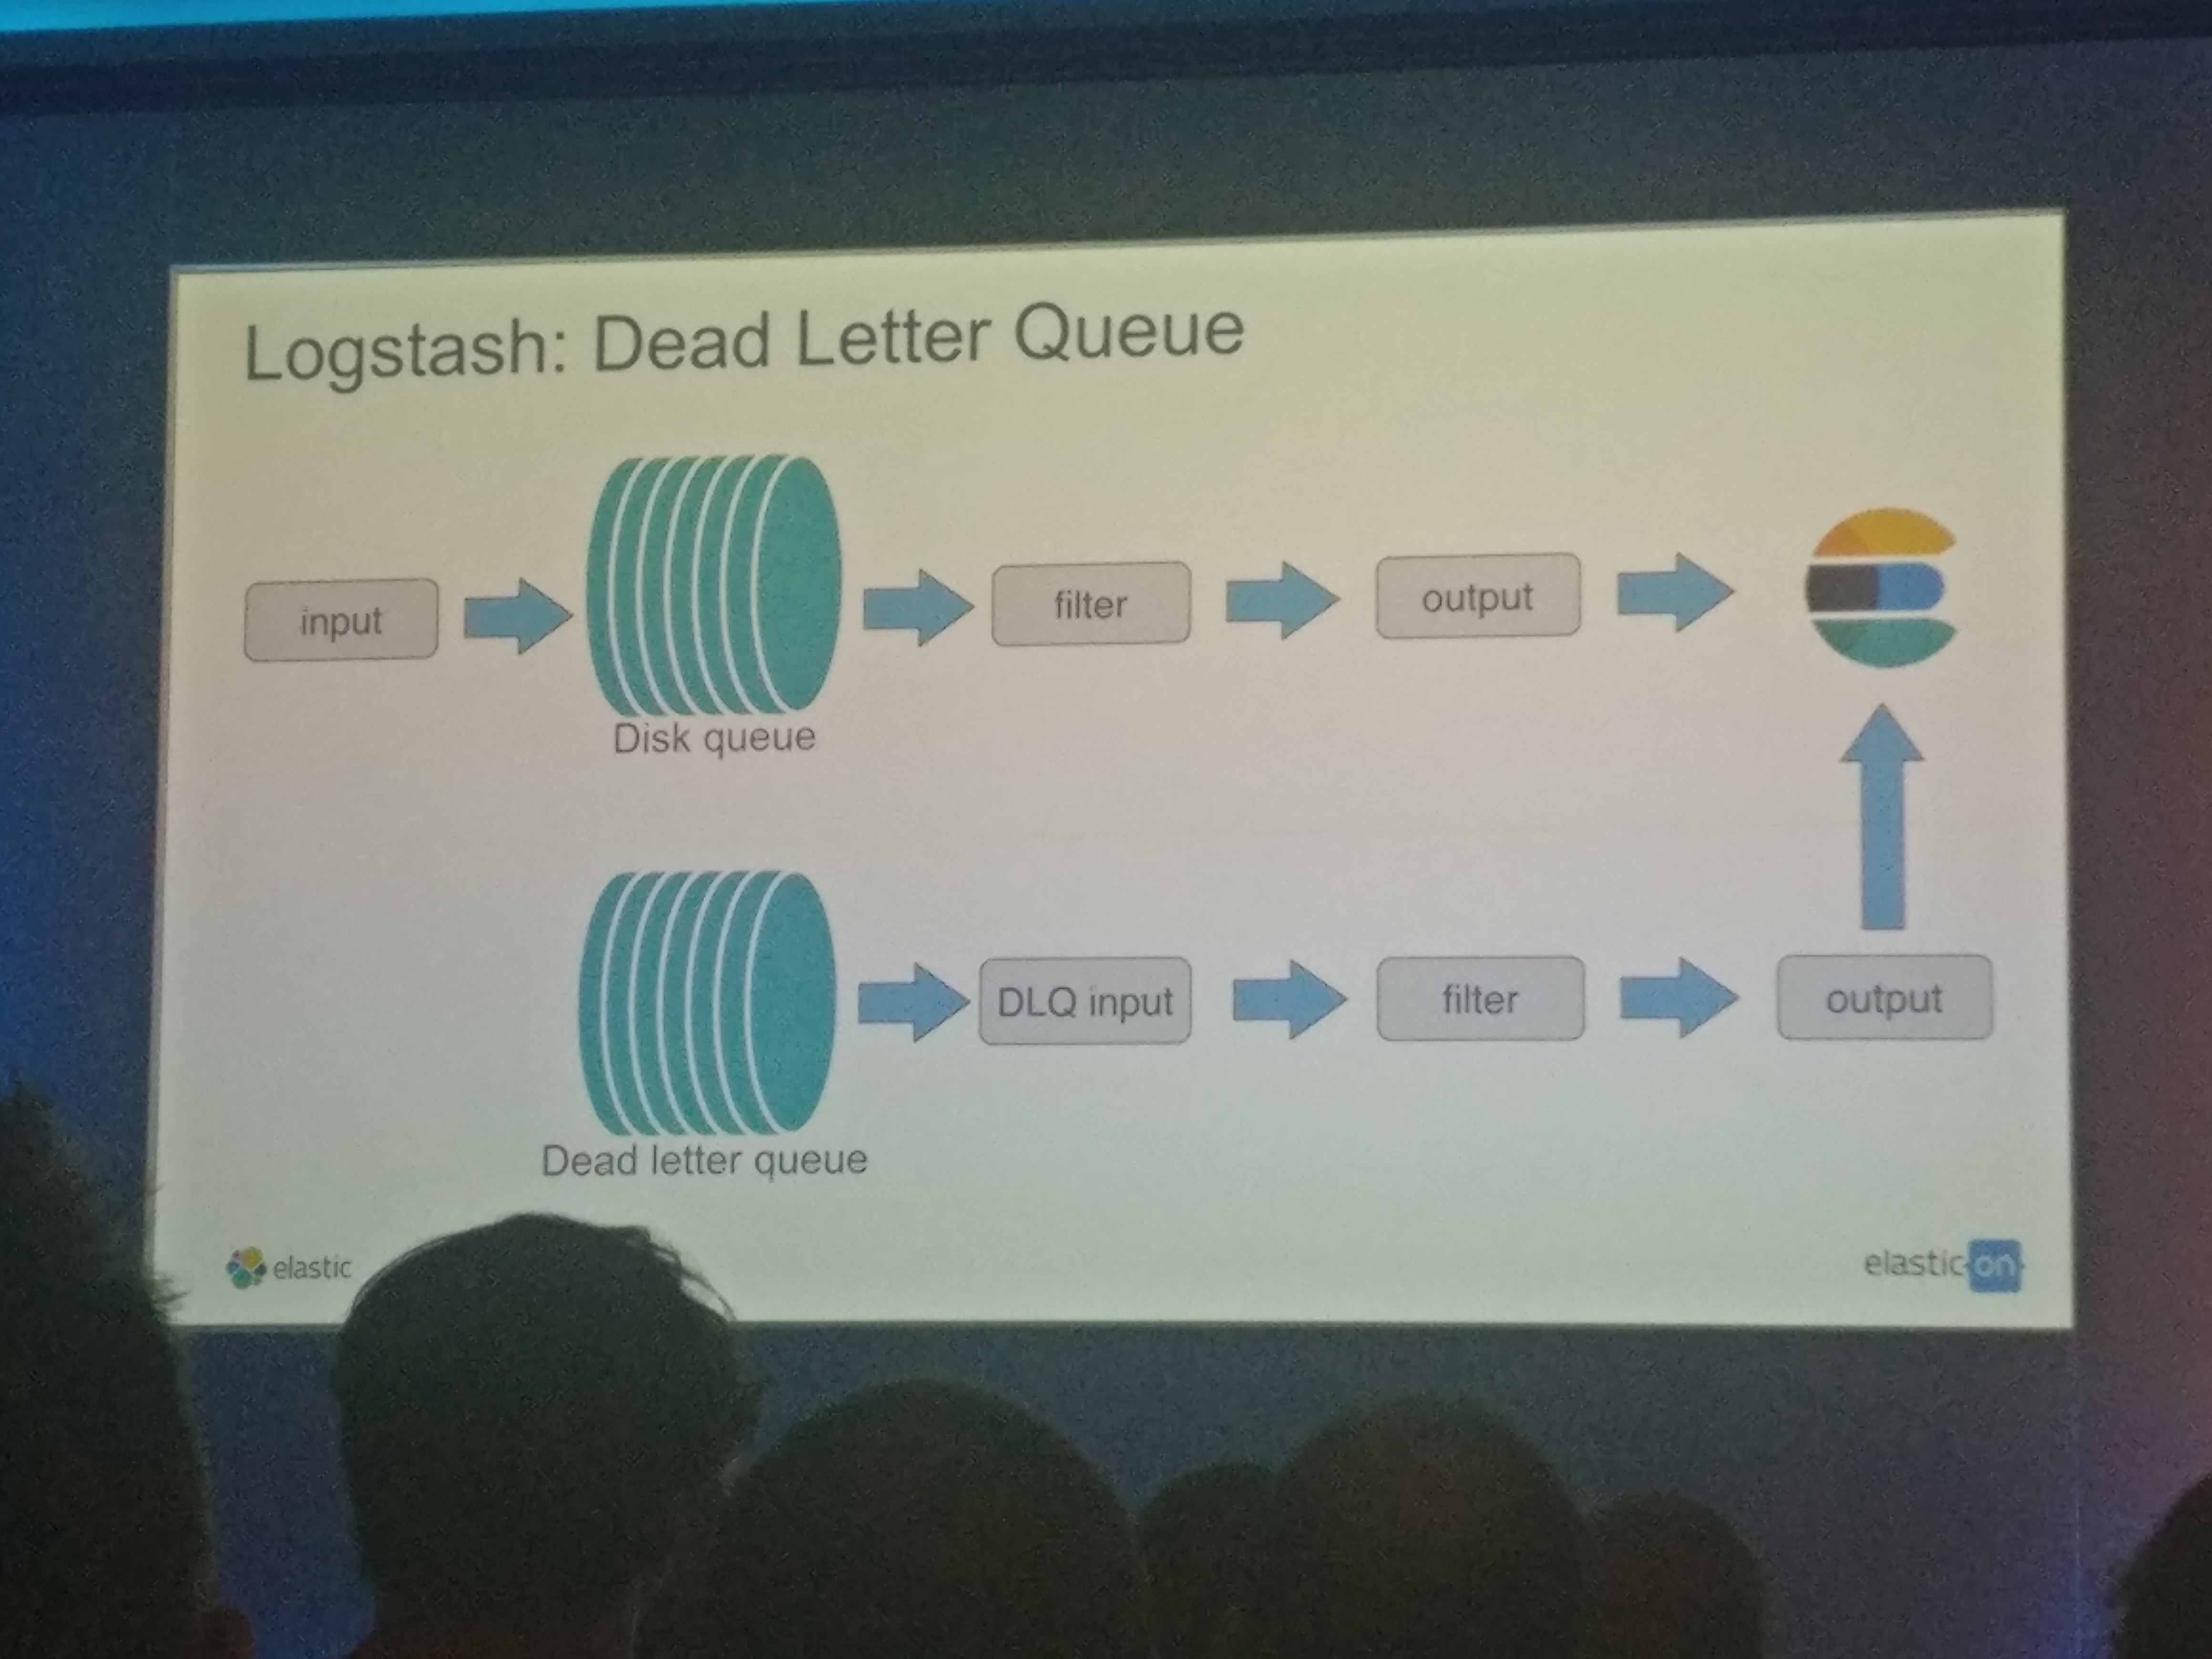 Logstash: Dead Letter Queue
input
filter
output
Disk queue
DLQ input
filter
output
Dead letter queue
elastic
elastic on